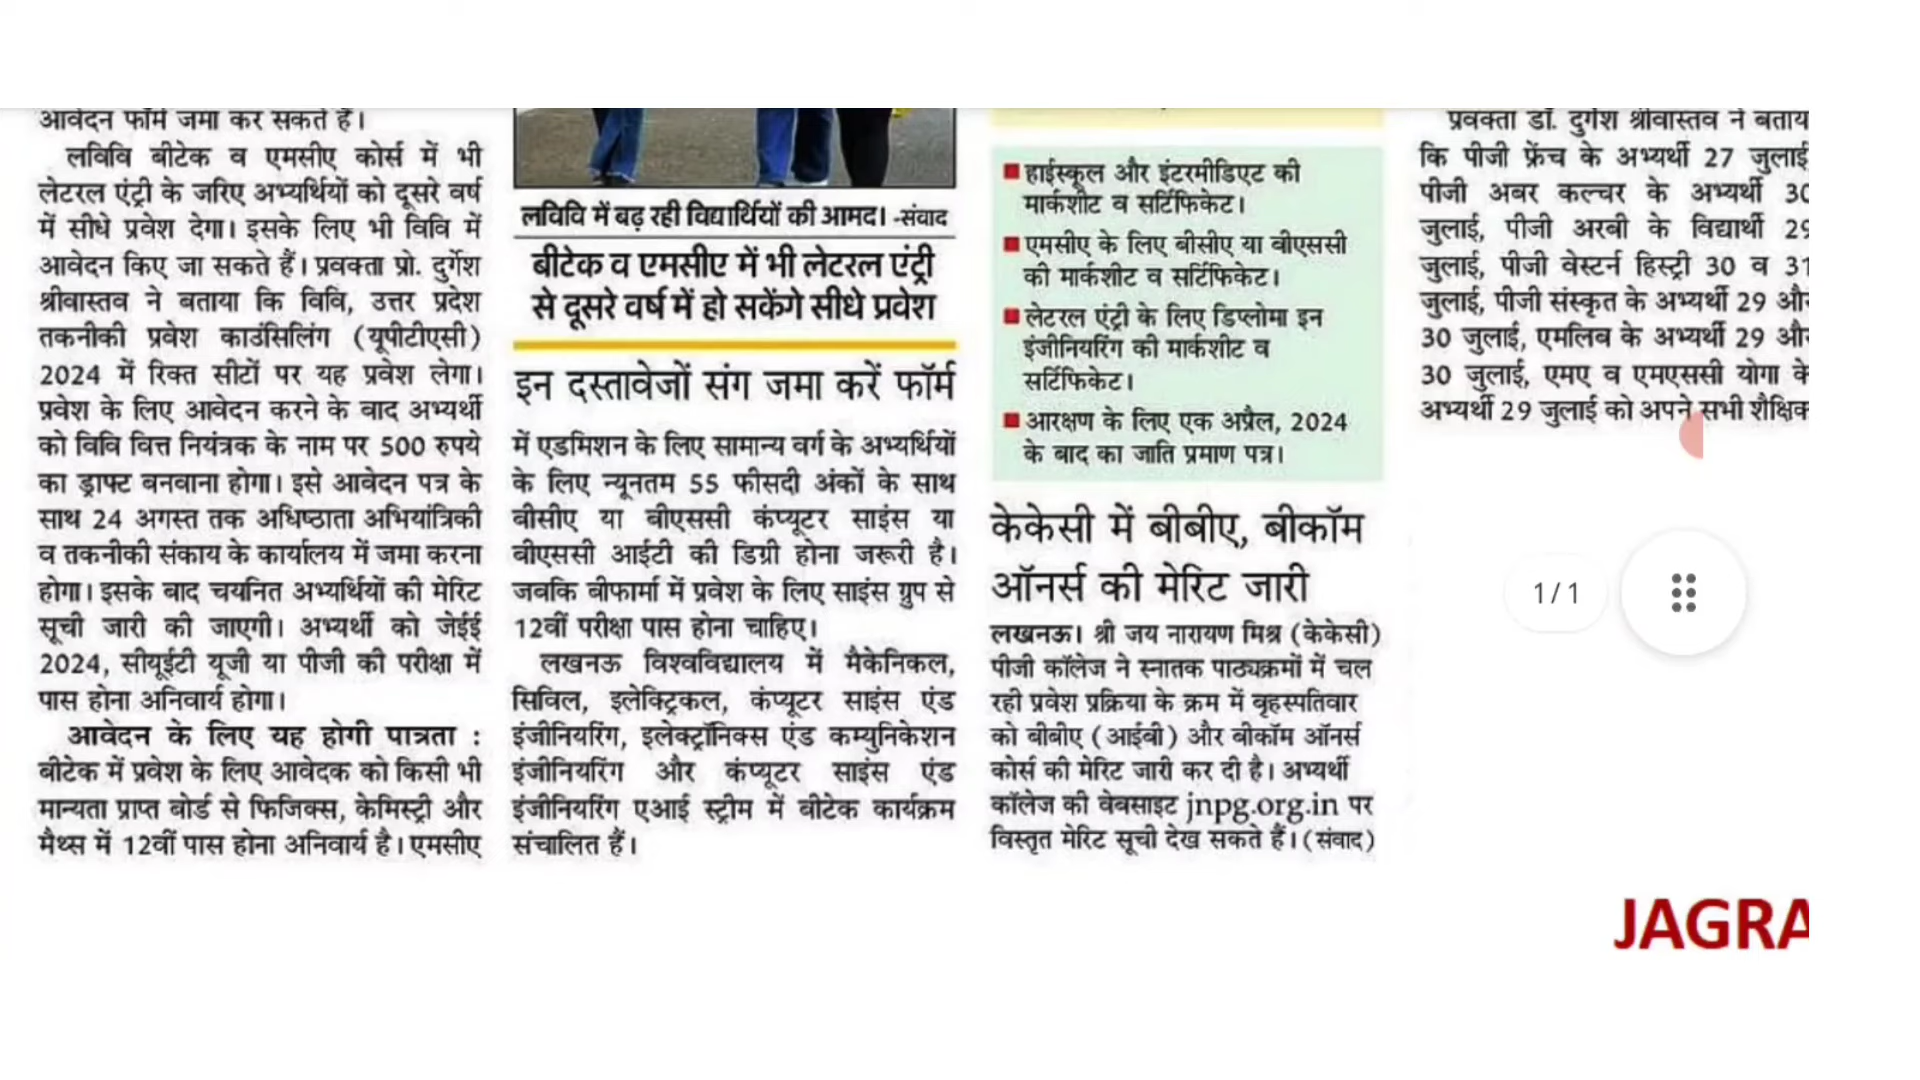 आवेदन फॉर्म जमा कर सकते हैं।
लविवि बीटेक व एमसीए कोर्स में भी
लेटरल एंट्री के जरिए अभ्यर्थियों को दूसरे वर्ष
में सीधे प्रवेश देगा। इसके लिए भी विवि में
आवेदन किए जा सकते हैं। प्रवक्ता प्रो. दुर्गेश
श्रीवास्तव ने बताया कि विवि, उत्तर प्रदेश
तकनीकी प्रवेश काउंसिलिंग (यूपीटीएसी)
2024 में रिक्त सीटों पर यह प्रवेश लेगा।
प्रवेश के लिए आवेदन करने के बाद अभ्यर्थी
को विवि वित्त नियंत्रक के नाम पर 500 रुपये
का ड्राफ्ट बनवाना होगा। इसे आवेदन पत्र के
साथ 24 अगस्त तक अधिष्ठाता अभियांत्रिकी
व तकनीकी संकाय के कार्यालय में जमा करना
होगा। इसके बाद चयनित अभ्यर्थियों की मेरिट
सूची जारी की जाएगी। अभ्यर्थी को जेईई
2024, सीयूईटी यूजी या पीजी की परीक्षा में
पास होना अनिवार्य होगा।
आवेदन के लिए यह होगी पात्रता :
बीटेक में प्रवेश के लिए आवेदक को किसी भी
मान्यता प्राप्त बोर्ड से फिजिक्स, केमिस्ट्री और
मैथ्स में 12वीं पास होना अनिवार्य है। एमसीए
लविवि में बढ़ रही विद्यार्थियों की आमद। -संवाद
बीटेक व एमसीए में भी लेटरल एंट्री
से दूसरे वर्ष में हो सकेंगे सीधे प्रवेश
इन दस्तावेजों संग जमा करें फॉर्म
में एडमिशन के लिए सामान्य वर्ग के अभ्यर्थियों
के लिए न्यूनतम 55 फीसदी अंकों के साथ
बीसीए या बीएससी कंप्यूटर साइंस या
बीएससी आईटी की डिग्री होना जरूरी है।
जबकि बीफार्मा में प्रवेश के लिए साइंस ग्रुप से
12वीं परीक्षा पास होना चाहिए।
लखनऊ विश्वविद्यालय में मैकेनिकल,
सिविल, इलेक्ट्रिकल, कंप्यूटर साइंस एंड
इंजीनियरिंग, इलेक्ट्रॉनिक्स एंड कम्युनिकेशन
इंजीनियरिंग और कंप्यूटर साइंस एंड
इंजीनियरिंग एआई स्ट्रीम में बीटेक कार्यक्रम
संचालित हैं।
हाईस्कूल और इंटरमीडिएट की
मार्कशीट व सर्टिफिकेट।
एमसीए के लिए बीसीए या बीएससी
की मार्कशीट व सर्टिफिकेट।
लेटरल एंट्री के लिए डिप्लोमा इन
इंजीनियरिंग की मार्कशीट व
सर्टिफिकेट।
आरक्षण के लिए एक अप्रैल, 2024
के बाद का जाति प्रमाण पत्र।
केकेसी में बीबीए, बीकॉम
ऑनर्स की मेरिट जारी
लखनऊ। श्री जय नारायण मिश्र (केकेसी)
पीजी कॉलेज ने स्नातक पाठ्यक्रमों में चल
रही प्रवेश प्रक्रिया के क्रम में बृहस्पतिवार
को बीबीए (आईबी) और बीकॉम ऑनर्स
कोर्स की मेरिट जारी कर दी है। अभ्यर्थी
कॉलेज की वेबसाइट jnpg.org.in पर
विस्तृत मेरिट सूची देख सकते हैं। (संवाद)
प्रवक्ता डॉ. दुर्गेश श्रीवास्तव ने बताय
कि पीजी फ्रेंच के अभ्यर्थी 27 जुलाई
पीजी अबर कल्चर के अभ्यर्थी 30
जुलाई, पीजी अरबी के विद्यार्थी 29
जुलाई, पीजी वेस्टर्न हिस्ट्री 30 व 31
जुलाई, पीजी संस्कृत के अभ्यर्थी 29 और
30 जुलाई, एमलिब के अभ्यर्थी 29 और
30 जुलाई, एमए व एमएससी योगा के
अभ्यर्थी 29 जुलाई को अपने सभी शैक्षिक
1/1
JAGRA